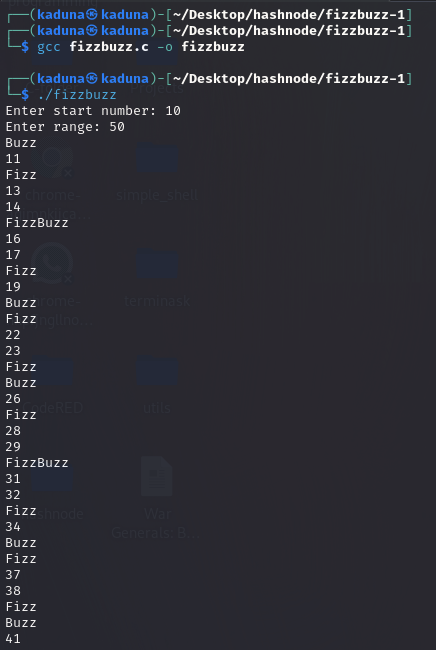 ┌──(kaduna㉿kaduna)-[~/Desktop/hashnode/fizzbuzz-1]
┌──(kaduna㉿kaduna)-[~/Desktop/hashnode/fizzbuzz-1]
└─$ gcc fizzbuzz.c -o fizzbuzz
┌──(kaduna㉿kaduna)-[~/Desktop/hashnode/fizzbuzz-1]
└─$ ./fizzbuzz
Enter start number: 10
Enter range: 50
Buzz
11
Fizz
13
14
FizzBuzz
16
17
Fizz
19
Buzz
Fizz
22
23
Fizz
Buzz
26
Fizz
28
29
FizzBuzz
31
32
Fizz
34
Buzz
Fizz
37
38
Fizz
Buzz
41
simple_shell
utils